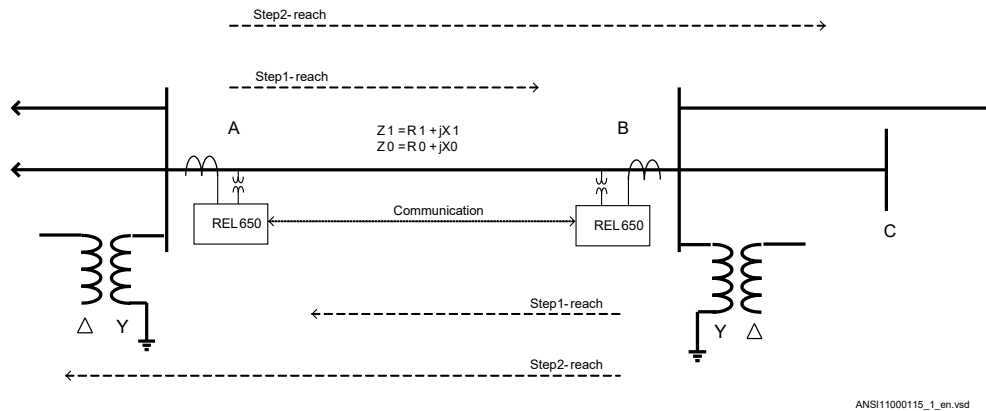 Step2-reach
Step1-reach
A
B
Z1 =R1 +jX1
Z0 =R0 +jX0
REL650
Communication
REL650
C
Step1-reach
△ Y
Y △
Step2-reach
ANSI11000115_1_en.vsd